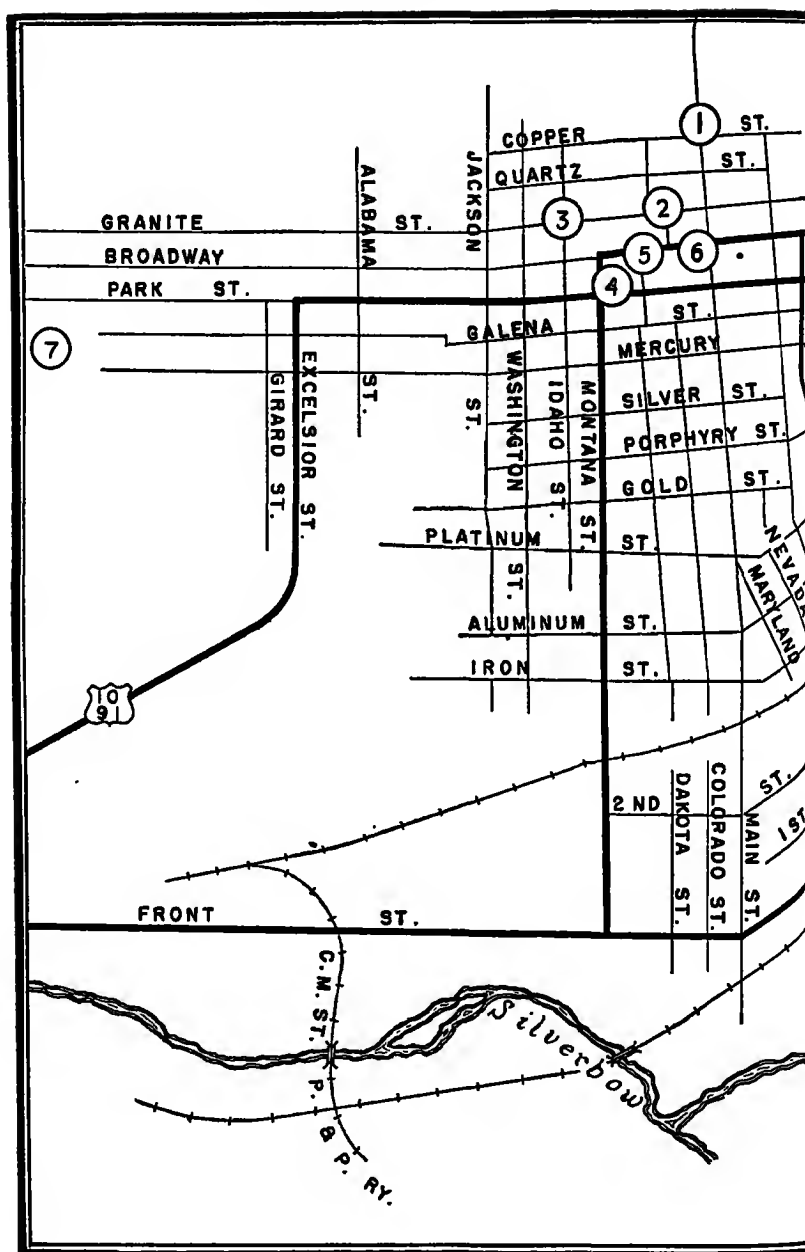 1
COPPER ST.
QUARTZ ST.
JACKSON ST.
ALABAMA ST.
2
3
GRANITE ST.
BROADWAY
5
6
PARK ST.
4
GALENA ST.
7
MERCURY
EXCELSIOR ST.
GIRARD ST.
WASHINGTON ST.
IDAHO ST.
MONTANA ST.
SILVER ST.
PORPHYRY ST.
GOLD ST.
PLATINUM ST.
MARYLAND
ALUMINUM ST.
IRON ST.
10
91
2ND ST.
1ST
DAKOTA ST.
COLORADO ST.
MAIN ST.
FRONT ST.
C. M. ST. P. & P. RY.
Silverbow